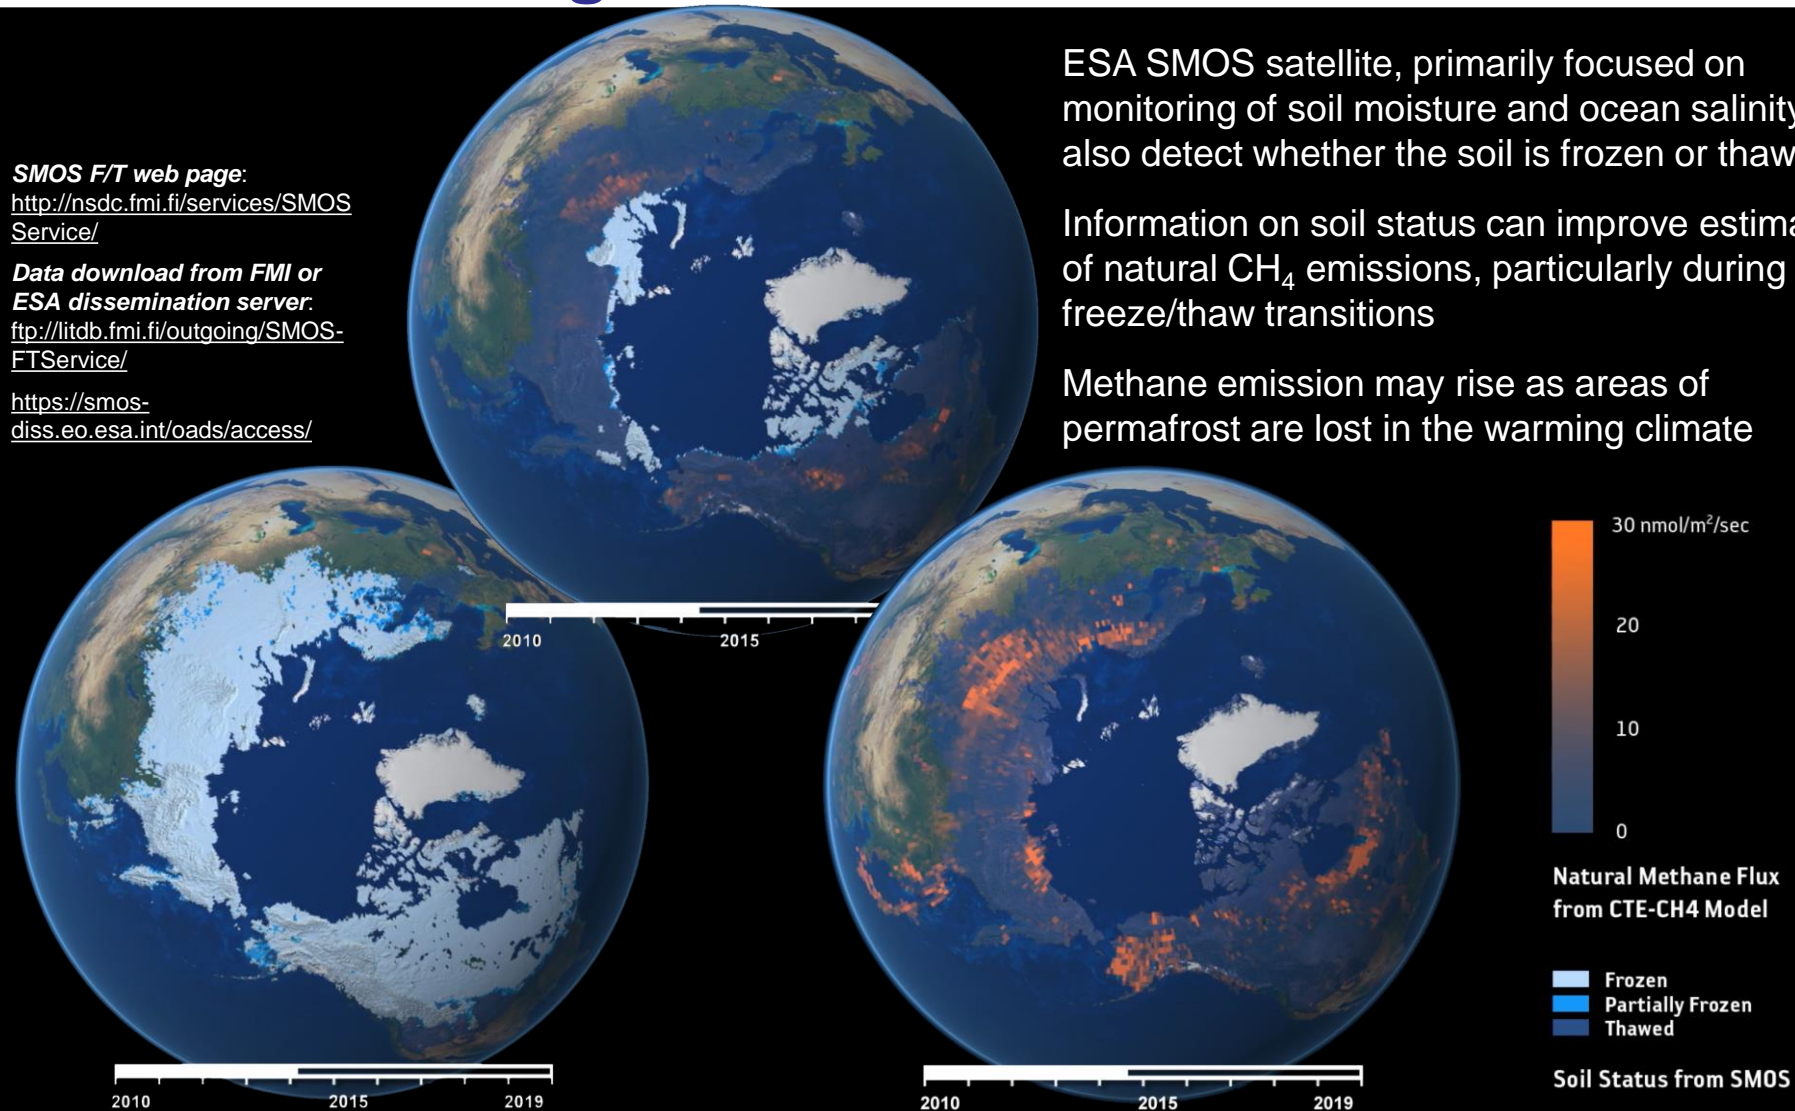 SMOS F/T web page:
http://nsdc.fmi.fi/services/SMOS
Service/
Data download from FMI or
ESA dissemination server:
ftp://litdb.fmi.fi/outgoing/SMOS-
FTService/
https://smos-
diss.eo.esa.int/oads/access/
ESA SMOS satellite, primarily focused on
monitoring of soil moisture and ocean salinity
also detect whether the soil is frozen or thaw
Information on soil status can improve estima
of natural CH₄ emissions, particularly during
freeze/thaw transitions
Methane emission may rise as areas of
permafrost are lost in the warming climate
2010 2015
30 nmol/m²/sec
20
10
0
Natural Methane Flux
from CTE-CH4 Model
Frozen
Partially Frozen
Thawed
Soil Status from SMOS
2010 2015 2019
2010 2015 2019